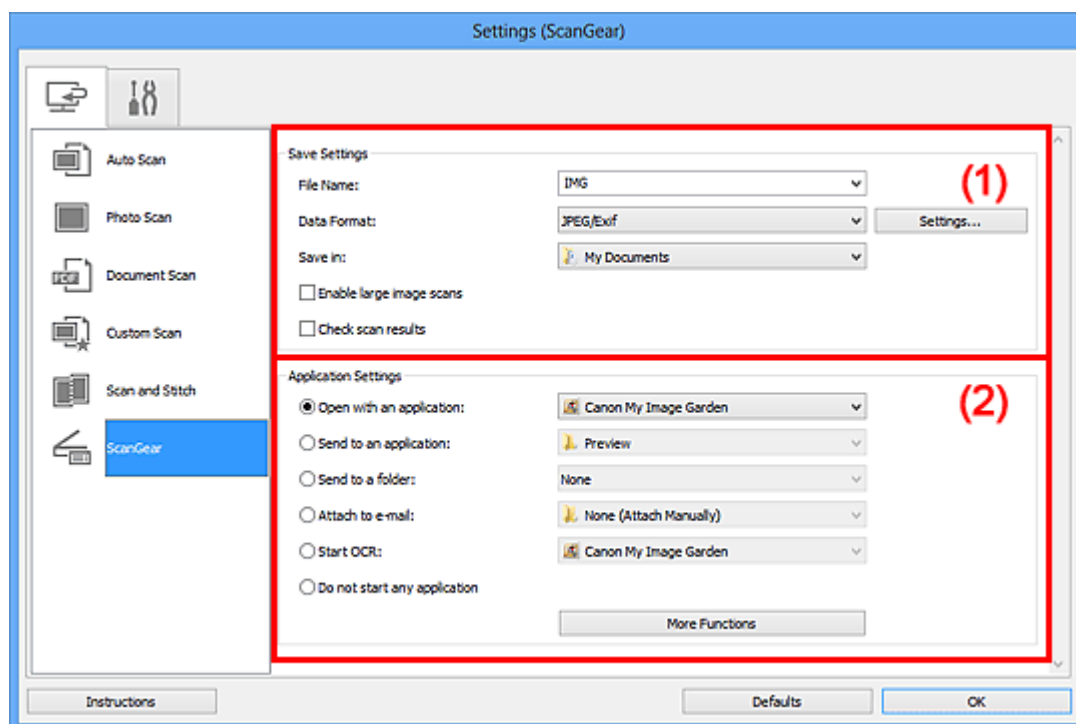 Settings (ScanGear)
Auto Scan
Photo Scan
Document Scan
Custom Scan
Scan and Stitch
ScanGear
Save Settings
(1)
File Name: IMG
Data Format: JPEG/Exif Settings...
Save in: My Documents
Enable large image scans
Check scan results
Application Settings
(2)
Open with an application: Canon My Image Garden
Send to an application: Preview
Send to a folder: None
Attach to e-mail: None (Attach Manually)
Start OCR: Canon My Image Garden
Do not start any application
More Functions
Instructions Defaults OK